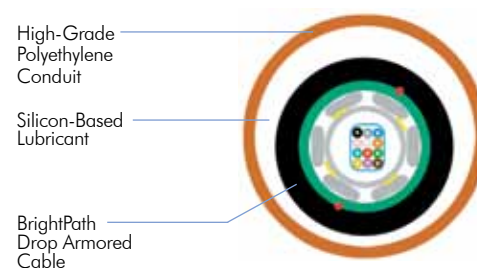 High-Grade
Polyethylene
Conduit
Silicon-Based
Lubricant
BrightPath
Drop Armored
Cable